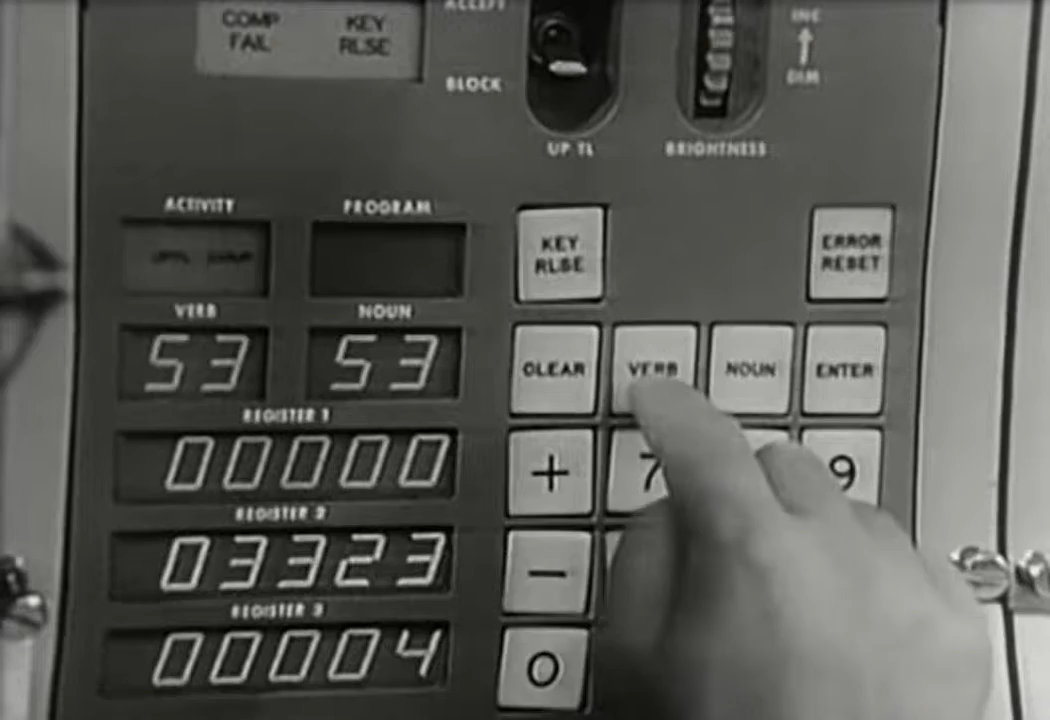 ACCEPT
INC
COMP FAIL
KEY RLSE
BLOCK
DIM
UP TL
BRIGHTNESS
ACTIVITY
PROGRAM
KEY RLSE
ERROR RESET
VERB
NOUN
53
53
CLEAR
VERB
NOUN
ENTER
REGISTER 1
00000
+
7
9
REGISTER 2
03323
−
REGISTER 3
00004
0